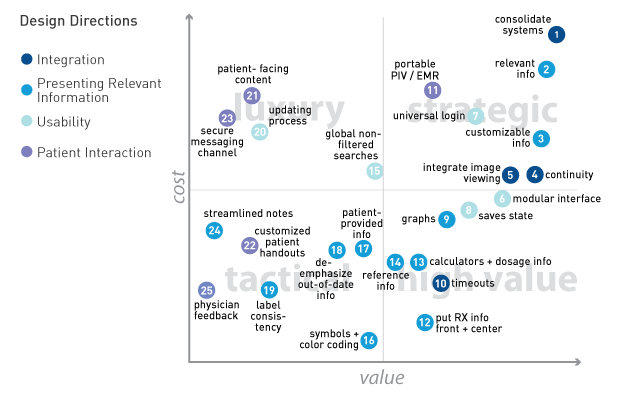 Design Directions
Integration
Presenting Relevant
Information
Usability
Patient Interaction
cost
value
luxury
strategic
tactical
high value
consolidate
systems
1
relevant
info
2
portable
PIV / EMR
11
universal login
7
customizable
info
3
integrate image
viewing
5
4
continuity
patient- facing
content
21
updating
process
20
23
secure
messaging
channel
global non-
filtered
searches
15
6
modular interface
8
saves state
graphs
9
streamlined notes
24
customized
patient
handouts
22
patient-
provided
info
17
18
de-
emphasize
out-of-date
info
14
reference
info
13
calculators + dosage info
10
timeouts
25
physician
feedback
19
label
consis-
tency
symbols +
color coding
16
12
put RX info
front + center